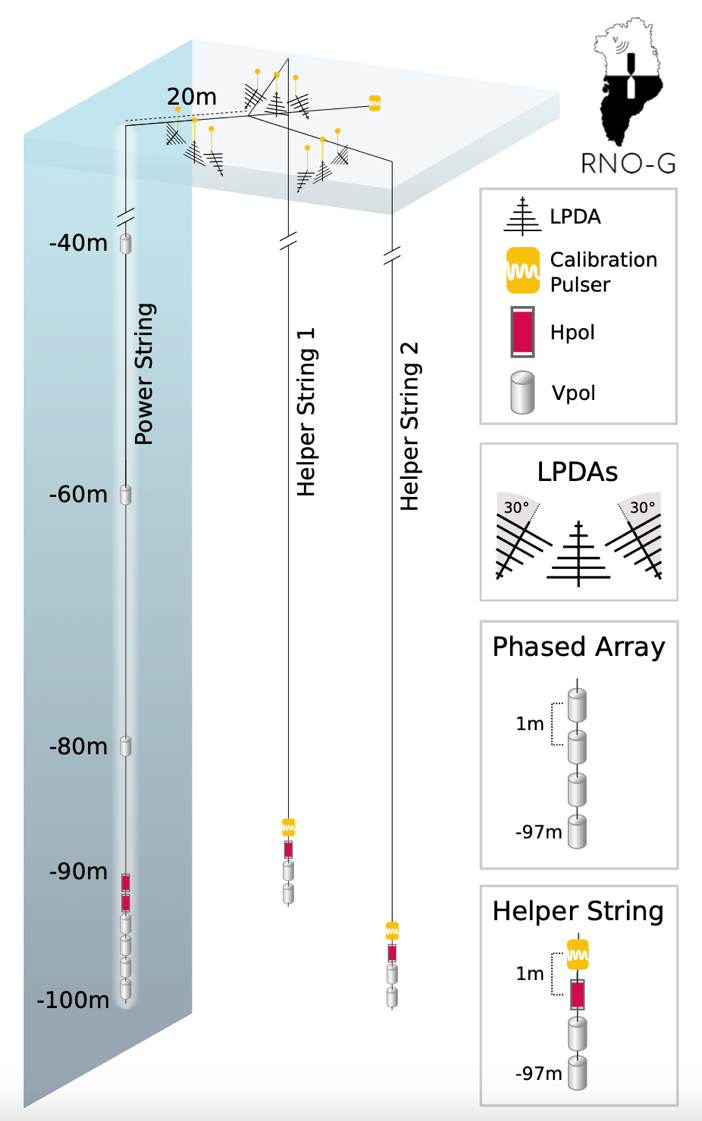 20m
RNO-G
-40m
-60m
-80m
-90m
-100m
Power String
Helper String 1
Helper String 2
LPDA
Calibration
Pulser
Hpol
Vpol
LPDAs
30°
30°
Phased Array
1m
-97m
Helper String
1m
-97m